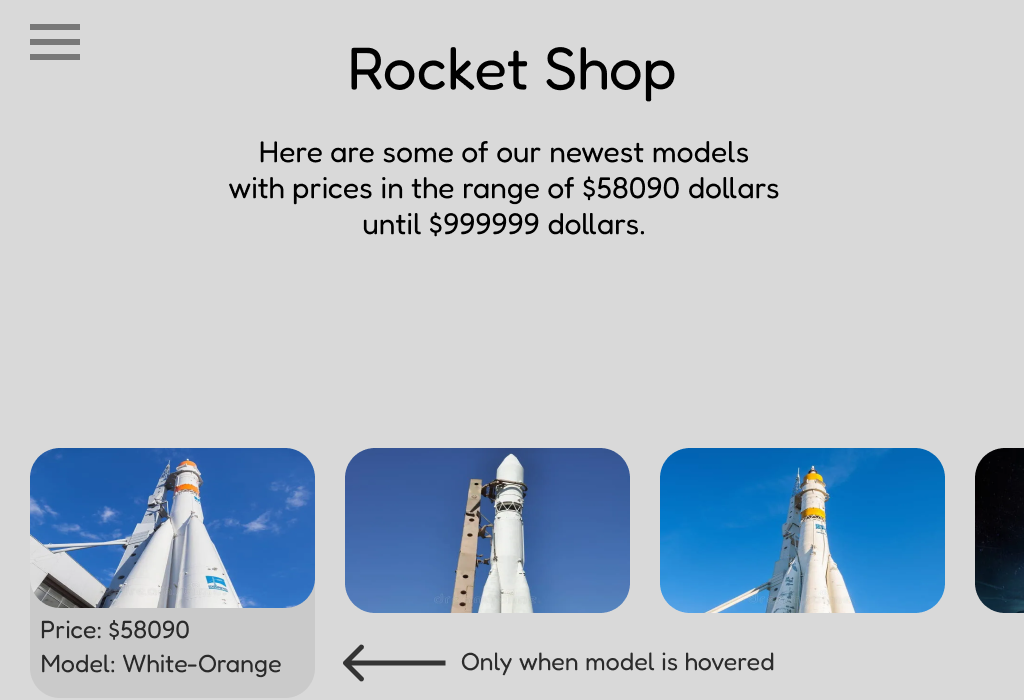 Rocket Shop
Here are some of our newest models
with prices in the range of $58090 dollars
until $999999 dollars.
Price: $58090
Model: White-Orange
Only when model is hovered